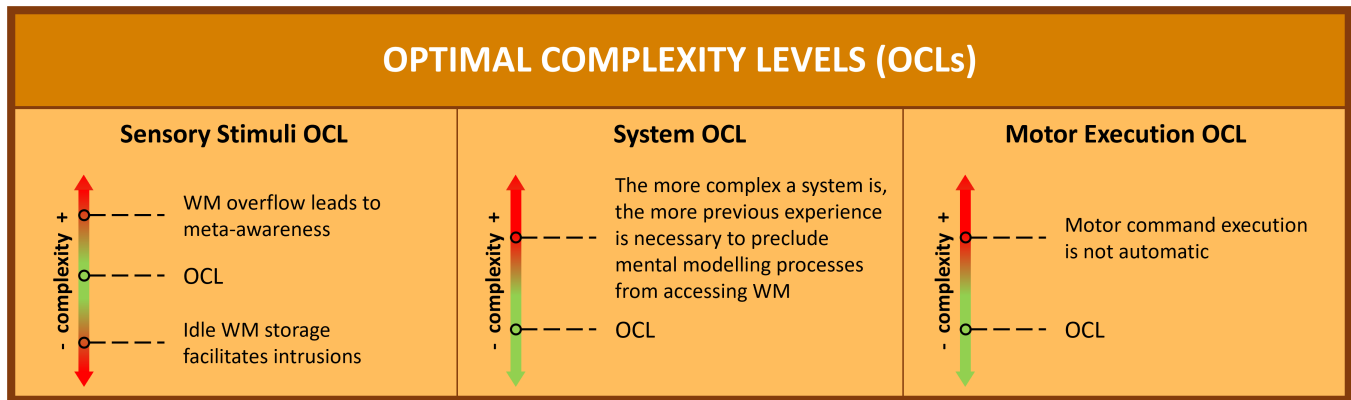 OPTIMAL COMPLEXITY LEVELS (OCLs)
Sensory Stimuli OCL
- complexity +
WM overflow leads to
meta-awareness
OCL
Idle WM storage
facilitates intrusions
System OCL
- complexity +
The more complex a system is,
the more previous experience
is necessary to preclude
mental modelling processes
from accessing WM
OCL
Motor Execution OCL
- complexity +
Motor command execution
is not automatic
OCL